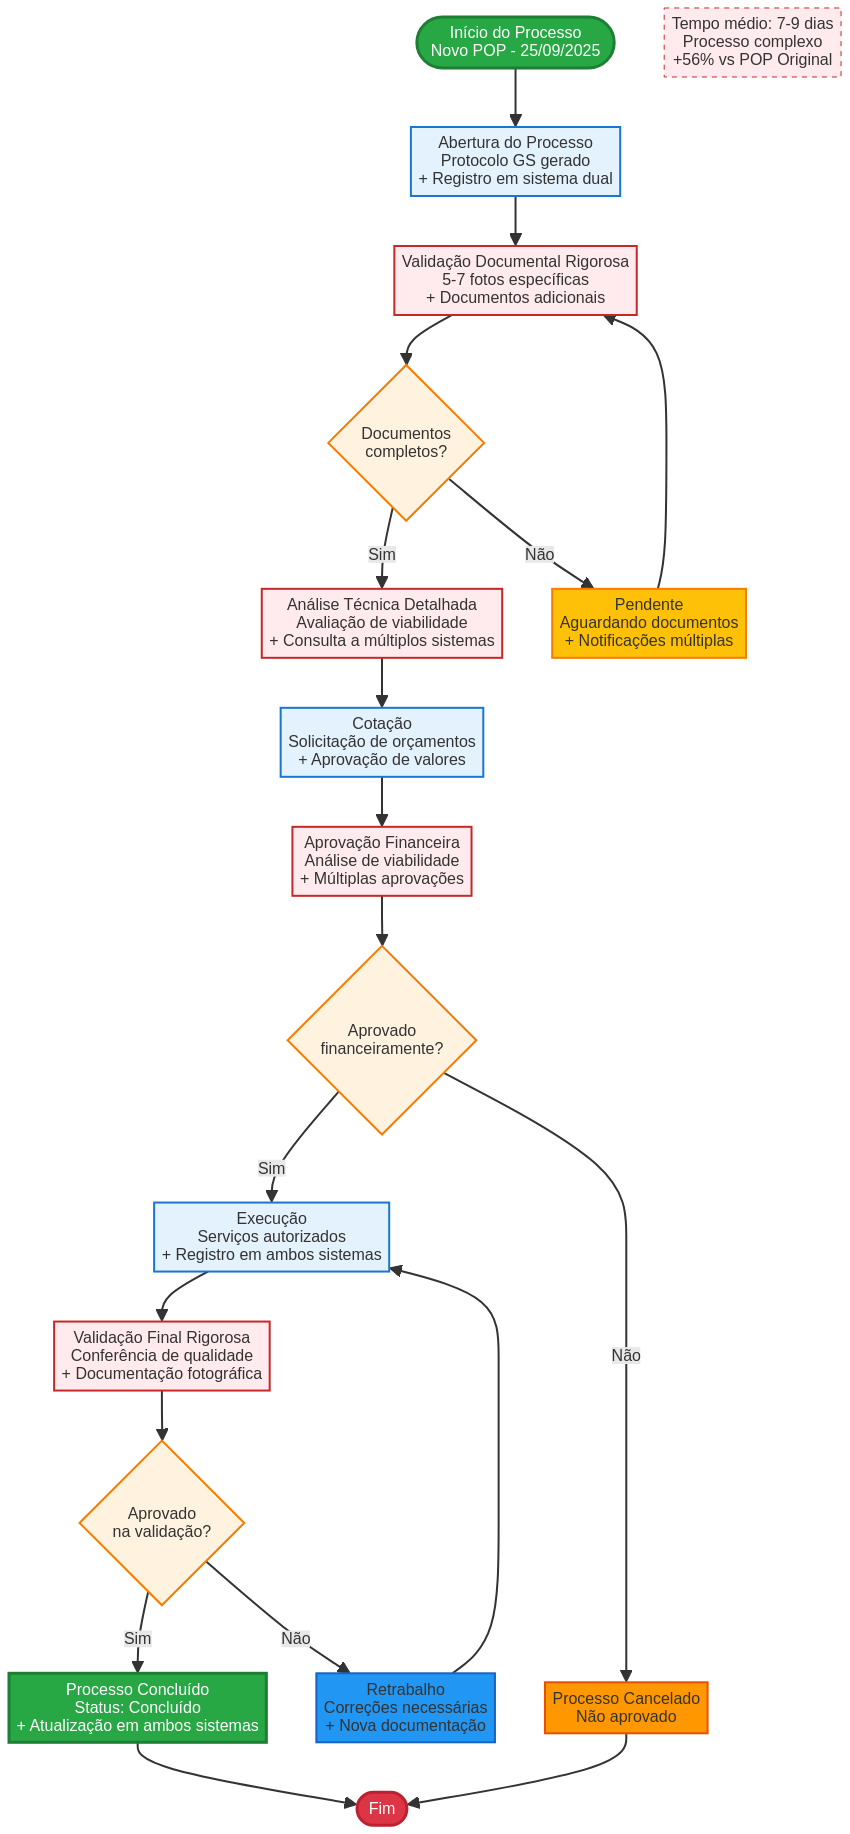 Início do Processo
Novo POP - 25/09/2025
Tempo médio: 7-9 dias
Processo complexo
+56% vs POP Original
Abertura do Processo
Protocolo GS gerado
+ Registro em sistema dual
Validação Documental Rigorosa
5-7 fotos específicas
+ Documentos adicionais
Documentos
completos?
Sim
Não
Análise Técnica Detalhada
Avaliação de viabilidade
+ Consulta a múltiplos sistemas
Pendente
Aguardando documentos
+ Notificações múltiplas
Cotação
Solicitação de orçamentos
+ Aprovação de valores
Aprovação Financeira
Análise de viabilidade
+ Múltiplas aprovações
Aprovado
financeiramente?
Sim
Não
Execução
Serviços autorizados
+ Registro em ambos sistemas
Validação Final Rigorosa
Conferência de qualidade
+ Documentação fotográfica
Aprovado
na validação?
Sim
Não
Processo Concluído
Status: Concluído
+ Atualização em ambos sistemas
Retrabalho
Correções necessárias
+ Nova documentação
Processo Cancelado
Não aprovado
Fim